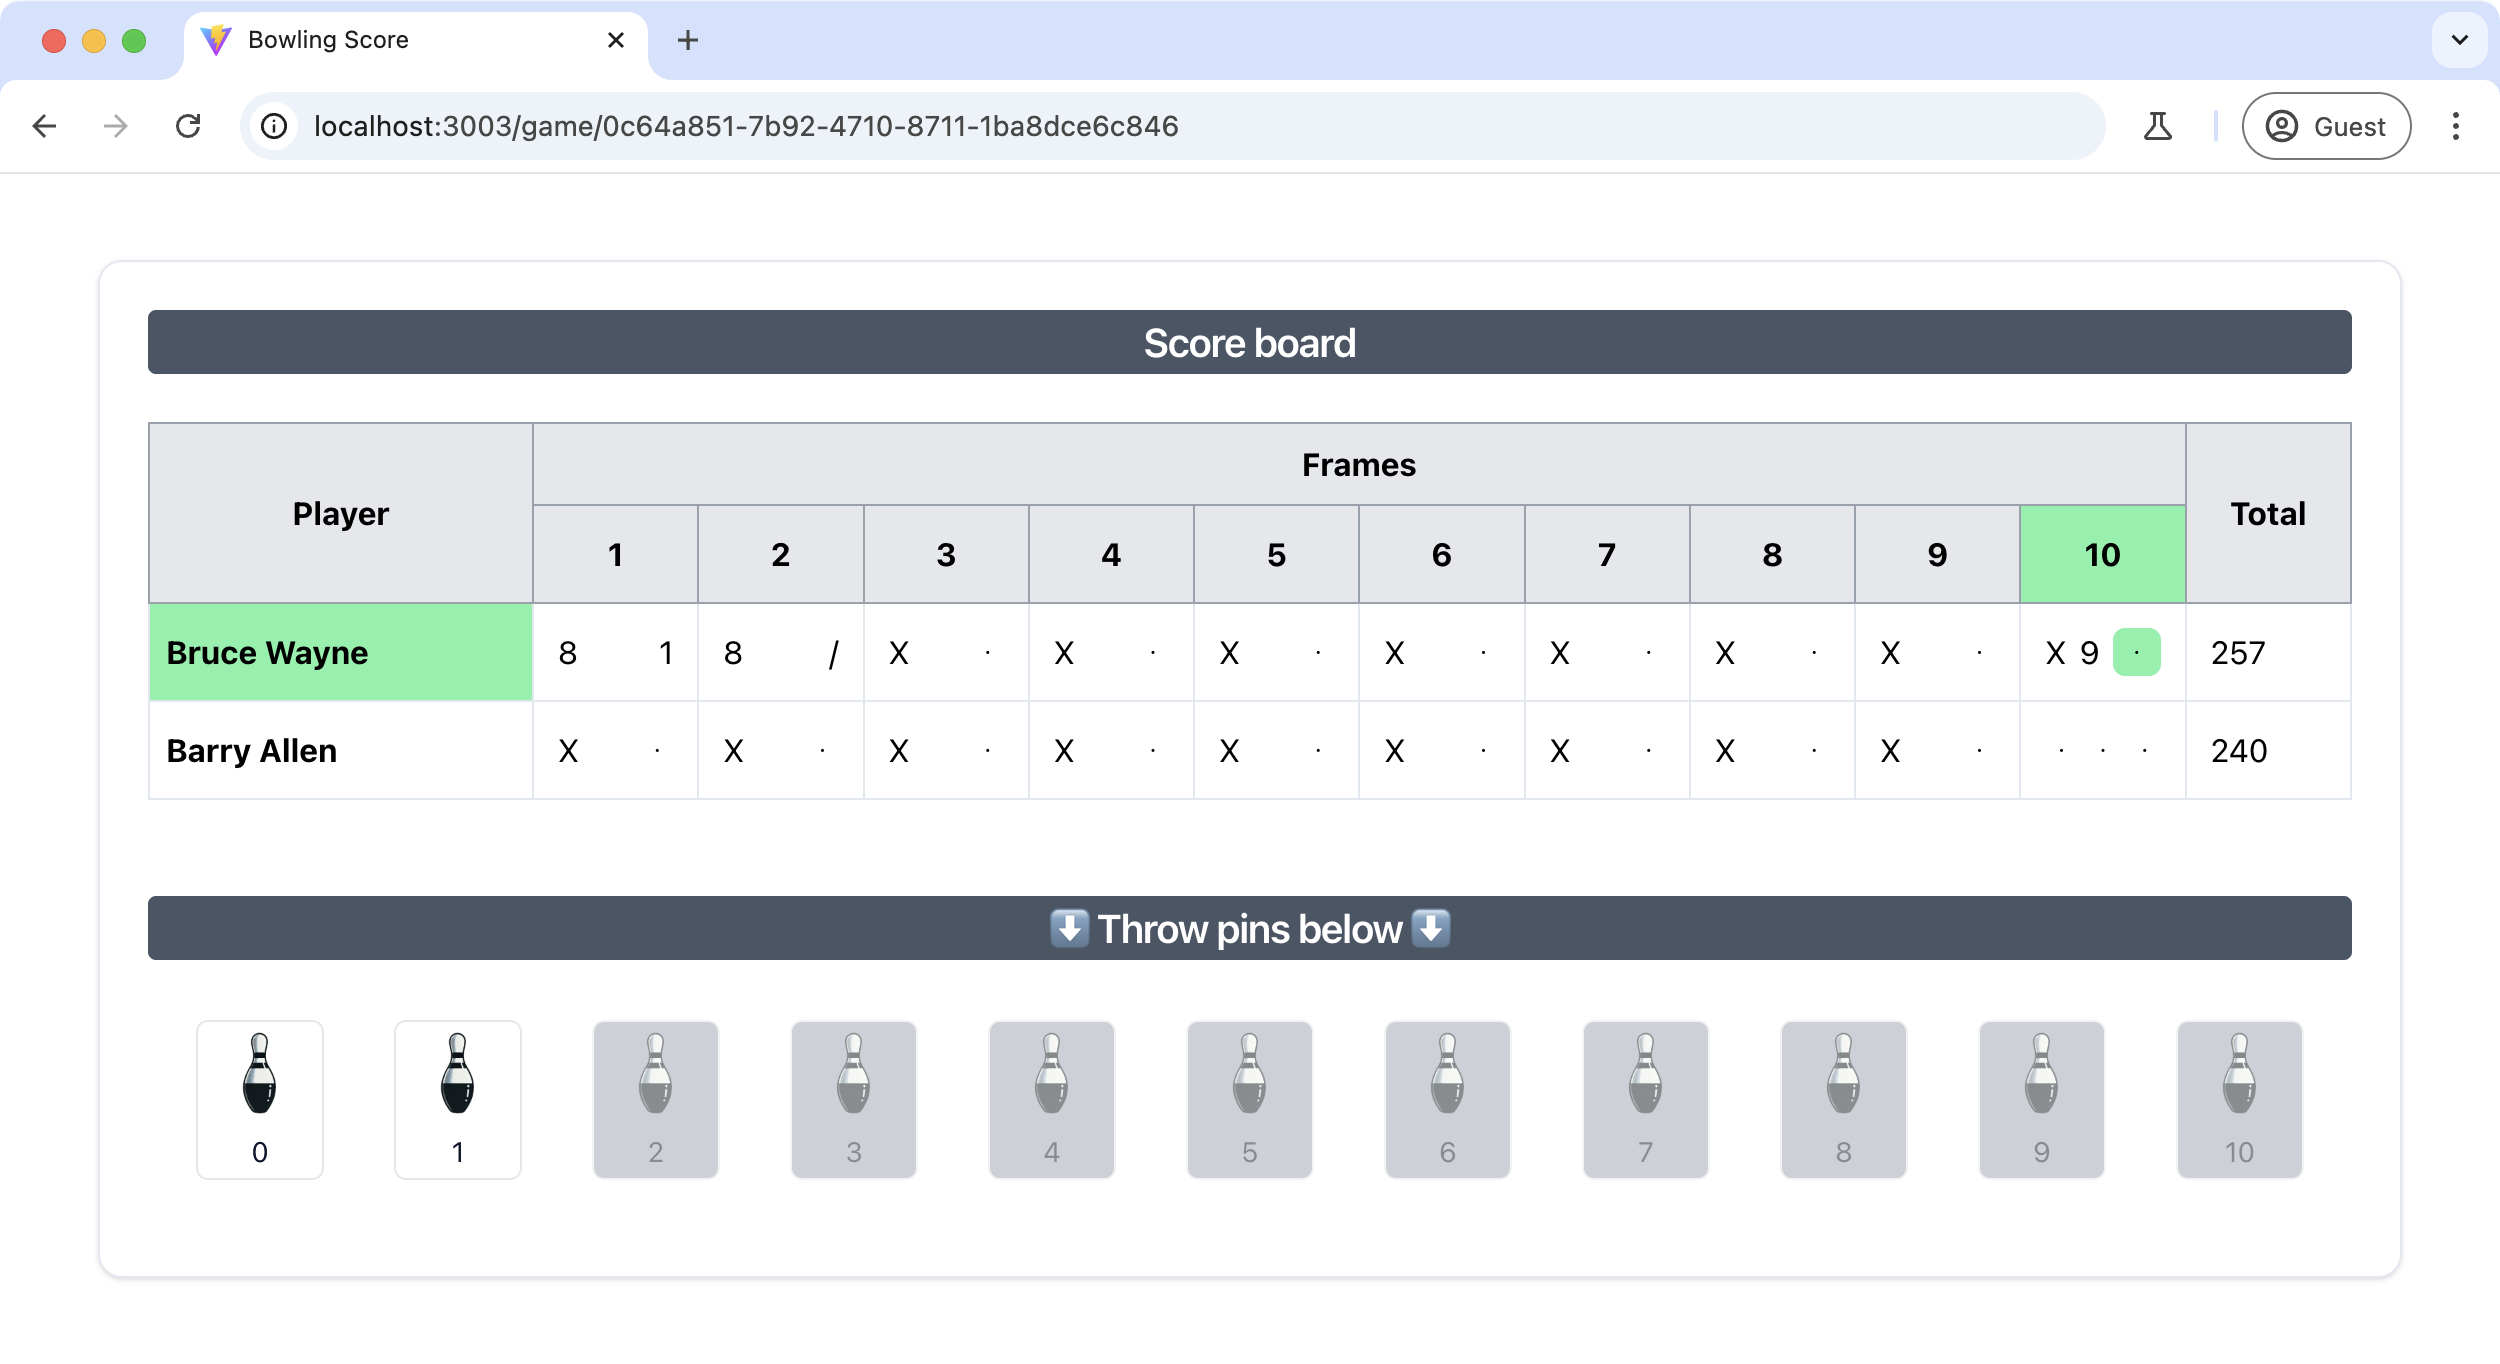 Bowling Score
localhost:3003/game/0c64a851-7b92-4710-8711-1ba8dce6c846
Guest
Score board
Player Frames Total
1 2 3 4 5 6 7 8 9 10
Bruce Wayne 8 1 8 / X · X · X · X · X · X · X · X 9 · 257
Barry Allen X · X · X · X · X · X · X · X · X · · · · 240
⬇️ Throw pins below ⬇️
0 1 2 3 4 5 6 7 8 9 10